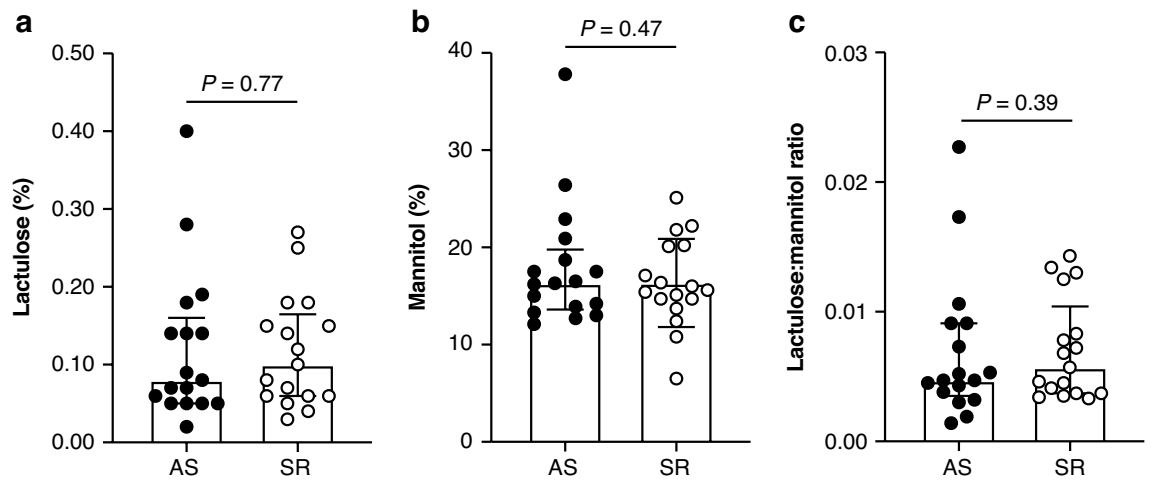 a
P = 0.77
Lactulose (%)
0.50
0.40
0.30
0.20
0.10
0.00
AS
SR
b
P = 0.47
Mannitol (%)
40
30
20
10
0
AS
SR
c
P = 0.39
Lactulose:mannitol ratio
0.03
0.02
0.01
0.00
AS
SR